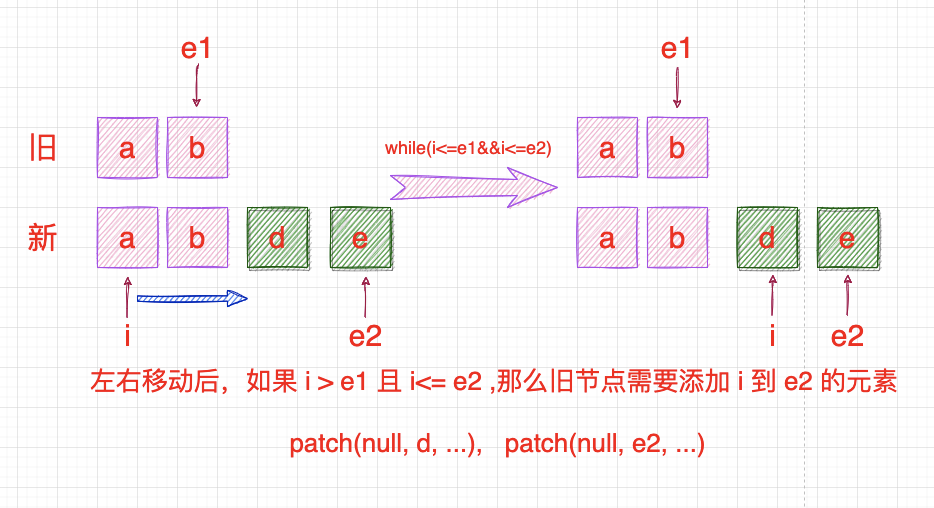 e1 e1
旧 a b while(i<=e1&&i<=e2) a b
新 a b d e a b d e
i e2 i e2
左右移动后，如果 i > e1 且 i<= e2 ,那么旧节点需要添加 i 到 e2 的元素
patch(null, d, ...)， patch(null, e2, ...)